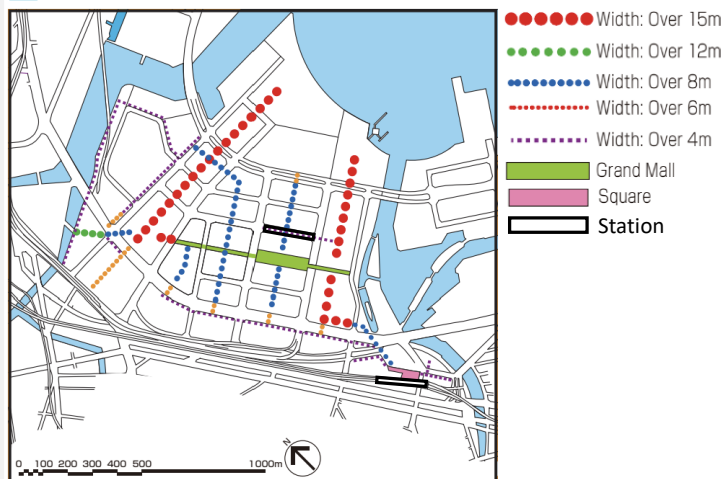 Width: Over 15m
Width: Over 12m
Width: Over 8m
Width: Over 6m
Width: Over 4m
Grand Mall
Square
Station
0 100 200 300 400 500 1000m
N